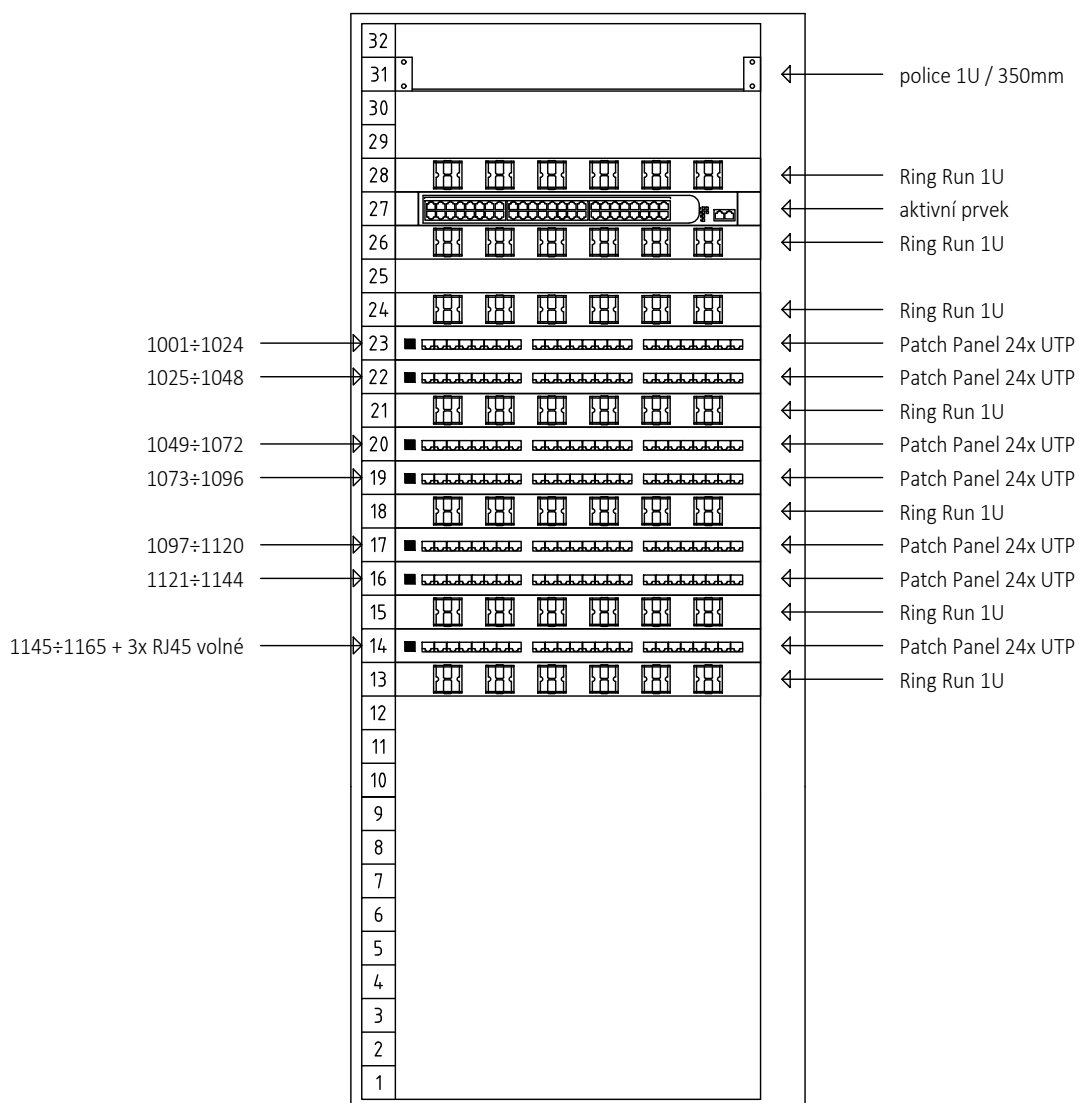 32
31 police 1U / 350mm
30
29
28 Ring Run 1U
27 aktivní prvek
26 Ring Run 1U
25
24 Ring Run 1U
1001÷1024 23 Patch Panel 24x UTP
1025÷1048 22 Patch Panel 24x UTP
21 Ring Run 1U
1049÷1072 20 Patch Panel 24x UTP
1073÷1096 19 Patch Panel 24x UTP
18 Ring Run 1U
1097÷1120 17 Patch Panel 24x UTP
1121÷1144 16 Patch Panel 24x UTP
15 Ring Run 1U
1145÷1165 + 3x RJ45 volné 14 Patch Panel 24x UTP
13 Ring Run 1U
12
11
10
9
8
7
6
5
4
3
2
1